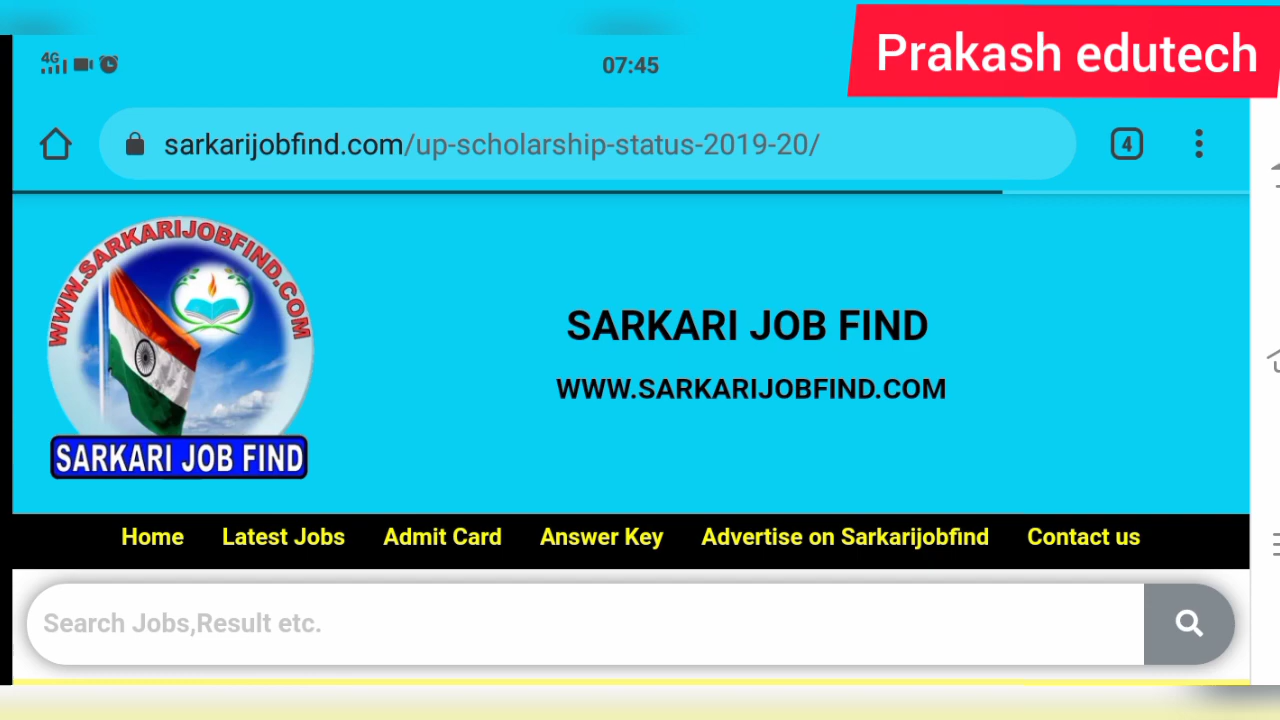 Prakash edutech
4G
07:45
sarkarijobfind.com/up-scholarship-status-2019-20/
4
WWW.SARKARIJOBFIND.COM
SARKARI JOB FIND
SARKARI JOB FIND
WWW.SARKARIJOBFIND.COM
Home Latest Jobs Admit Card Answer Key Advertise on Sarkarijobfind Contact us
Search Jobs,Result etc.